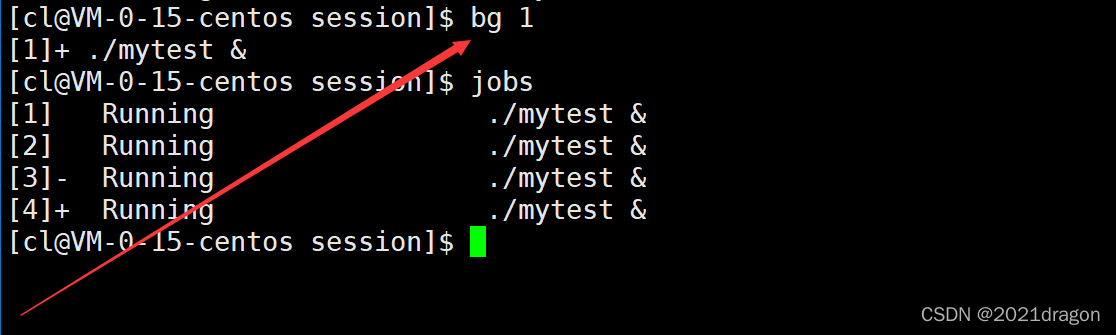 [cl@VM-0-15-centos session]$ bg 1
[1]+ ./mytest &
[cl@VM-0-15-centos session]$ jobs
[1]   Running                 ./mytest &
[2]   Running                 ./mytest &
[3]-  Running                 ./mytest &
[4]+  Running                 ./mytest &
[cl@VM-0-15-centos session]$
CSDN @2021dragon